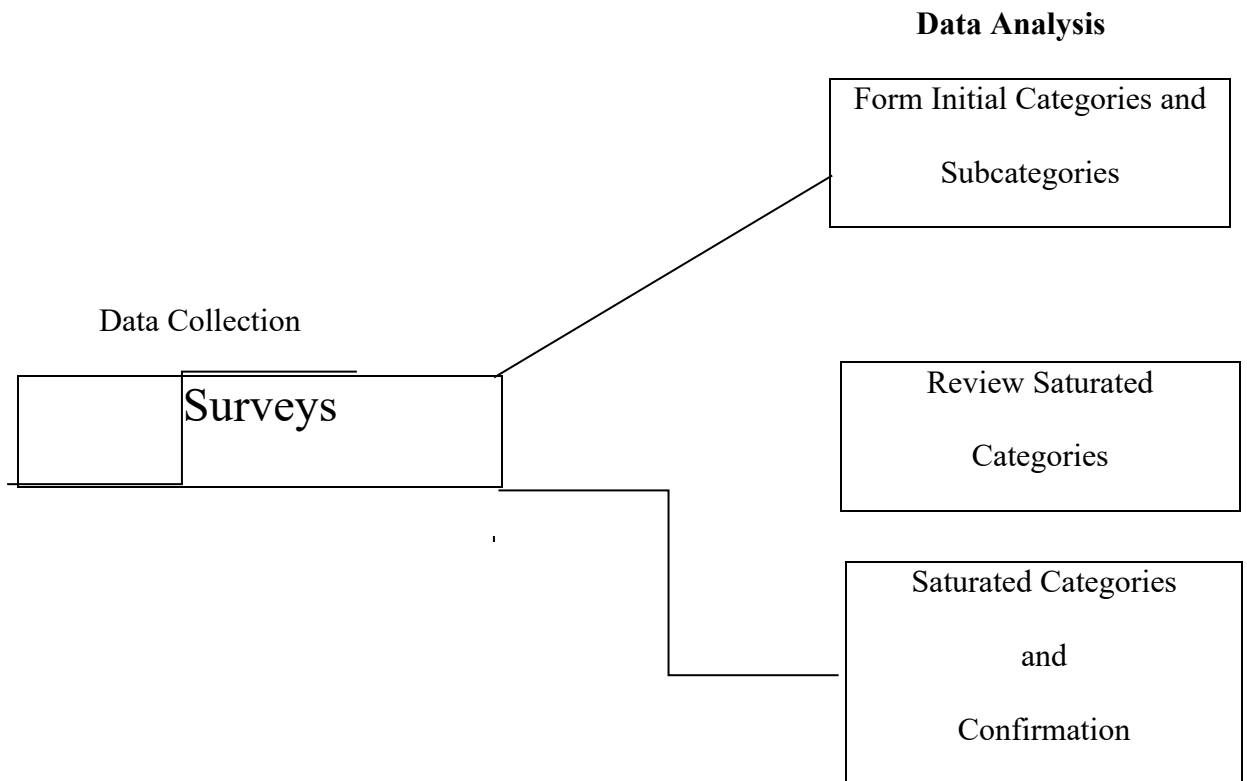 Data Analysis
Form Initial Categories and
Subcategories
Data Collection
Surveys
Review Saturated
Categories
Saturated Categories
and
Confirmation